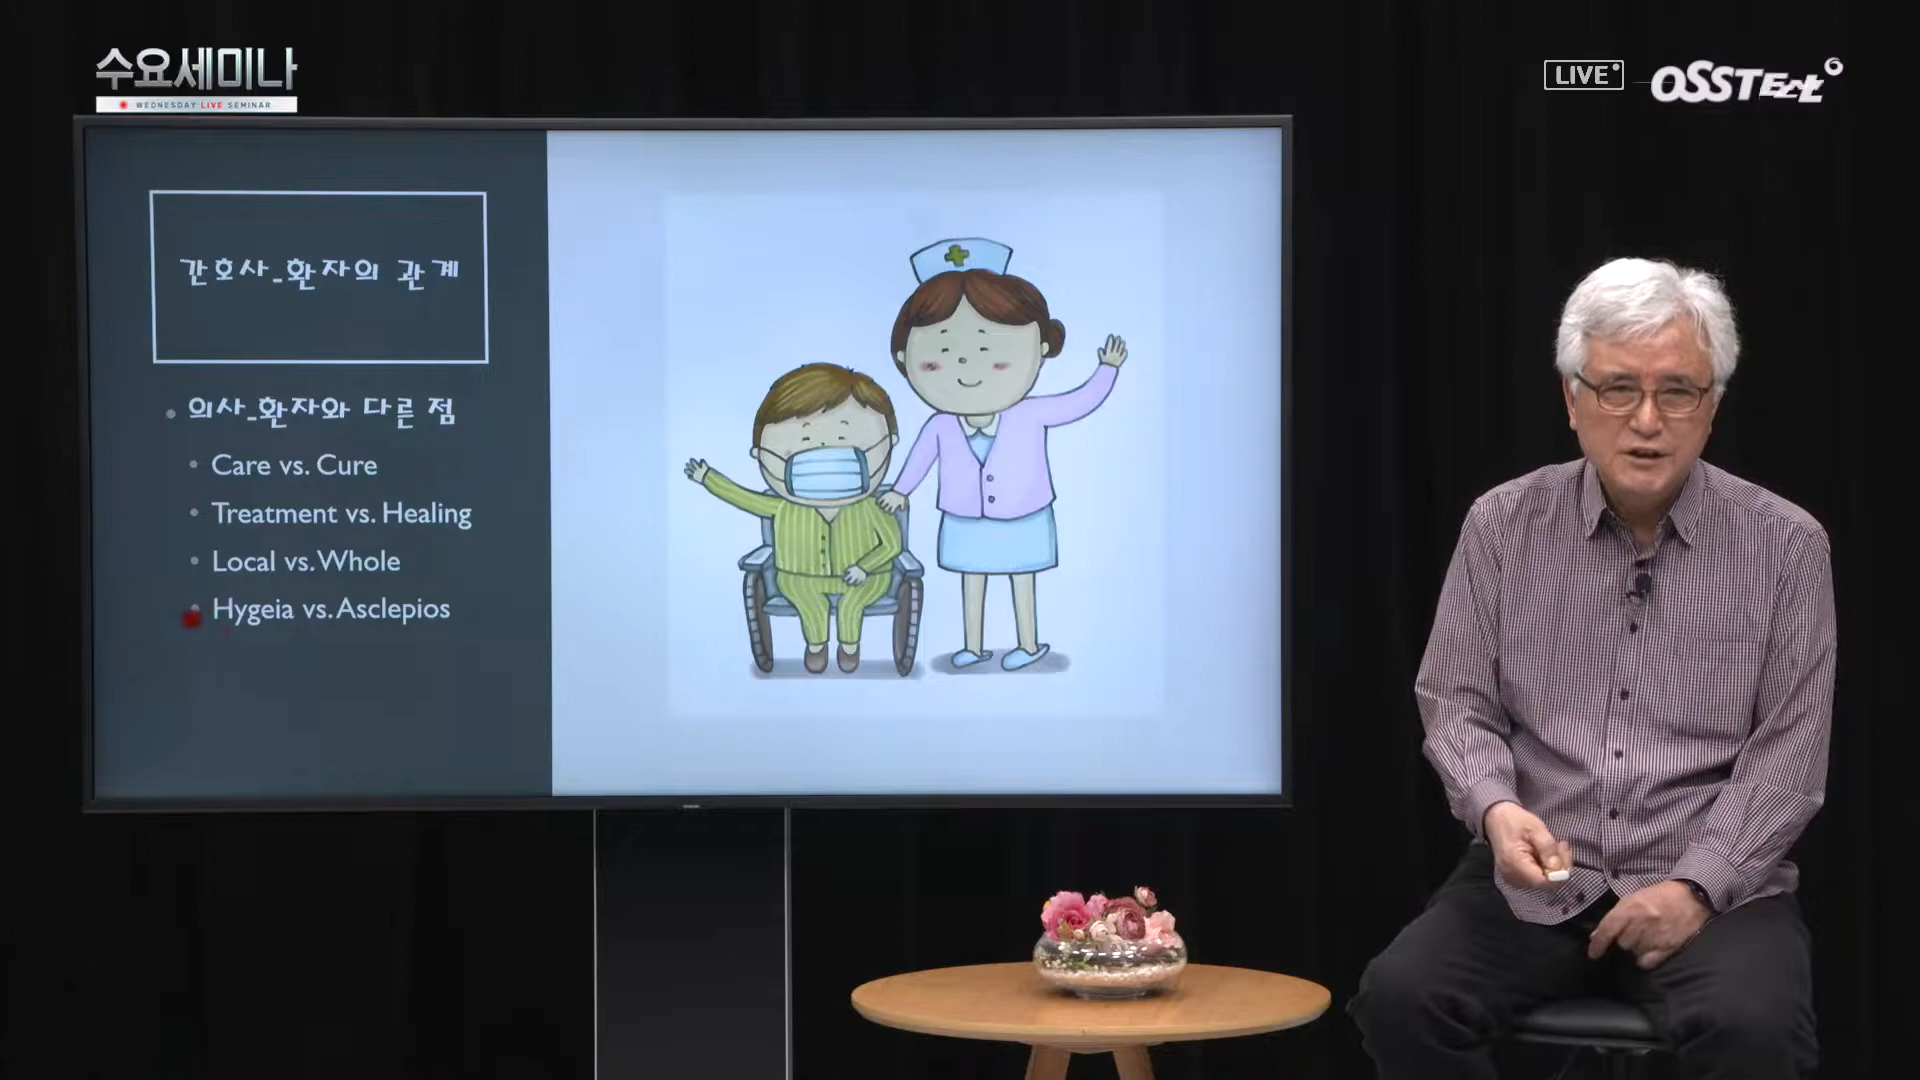 수요세미나
WEDNESDAY LIVE SEMINAR
LIVE
OSSTEM
간호사-환자의 관계
의사-환자와 다른 점
Care vs. Cure
Treatment vs. Healing
Local vs. Whole
Hygeia vs. Asclepios